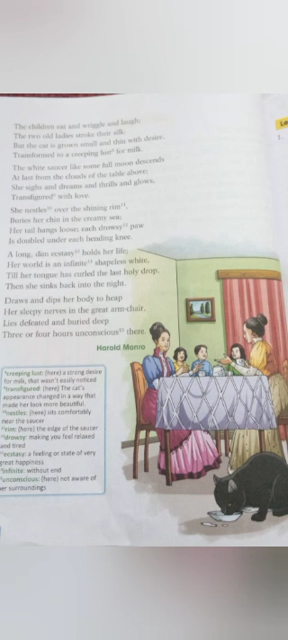 The children eat and wriggle and laugh;
The two old ladies stroke their silk:
But the cat is grown small and thin with desire,
Transformed to a creeping lust for milk.
The white saucer like some full moon descends
At last from the clouds of the table above;
She sighs and dreams and thrills and glows,
Transfigured with love.
She nestles over the shining rim,
Buries her chin in the creamy sea;
Her tail hangs loose; each drowsy paw
Is doubled under each bending knee.
A long, dim ecstasy holds her life;
Her world is an infinite shapeless white,
Till her tongue has curled the last holy drop,
Then she sinks back into the night.
Draws and dips her body to heap
Her sleepy nerves in the great arm-chair,
Lies defeated and buried deep
Three or four hours unconscious there.
Harold Monro
creeping lust: (here) a strong desire
for milk, that wasn't easily noticed
transfigured: (here) The cat's
appearance changed in a way that
made her look more beautiful
nestles: (here) sits comfortably
near the saucer
rim: (here) the edge of the saucer
drowsy: making you feel relaxed
and tired
ecstasy: a feeling or state of very
great happiness
infinite: without end
unconscious: (here) not aware of
her surroundings
1.